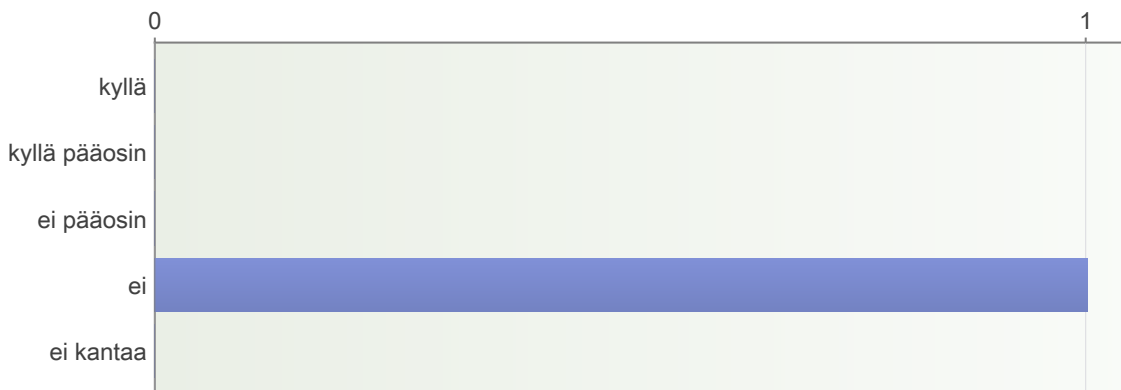 0 1
kyllä
kyllä pääosin
ei pääosin
ei
ei kantaa